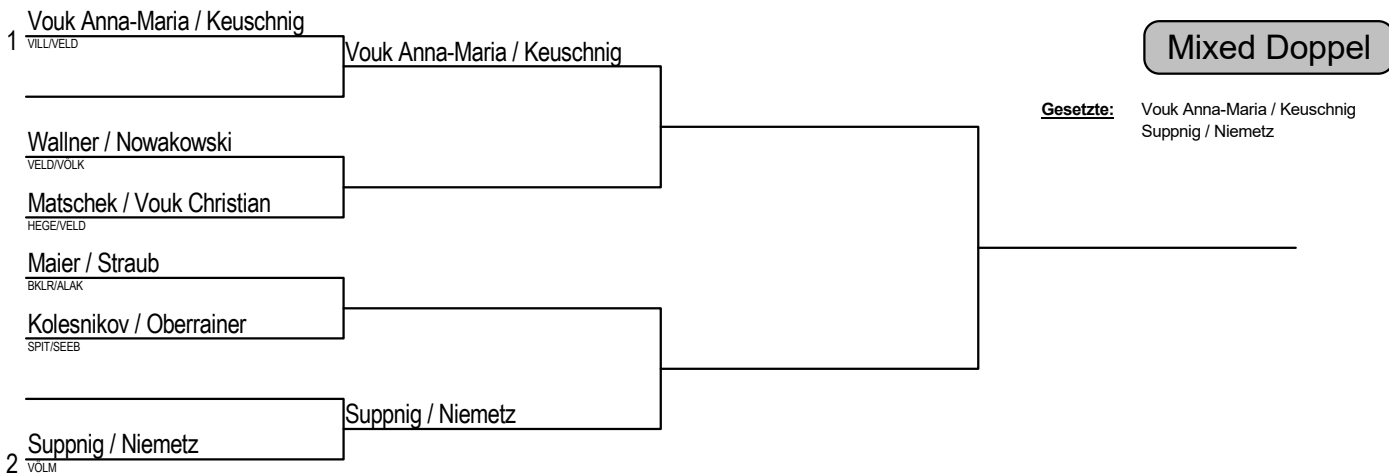 Mixed Doppel
Gesetzte: Vouk Anna-Maria / Keuschnig
Suppnig / Niemetz
1 Vouk Anna-Maria / Keuschnig
VILL/VELD
Vouk Anna-Maria / Keuschnig
Wallner / Nowakowski
VELD/VÖLK
Matschek / Vouk Christian
HEGE/VELD
Maier / Straub
BKLR/ALAK
Kolesnikov / Oberrainer
SPIT/SEEB
Suppnig / Niemetz
2 Suppnig / Niemetz
VÖLM